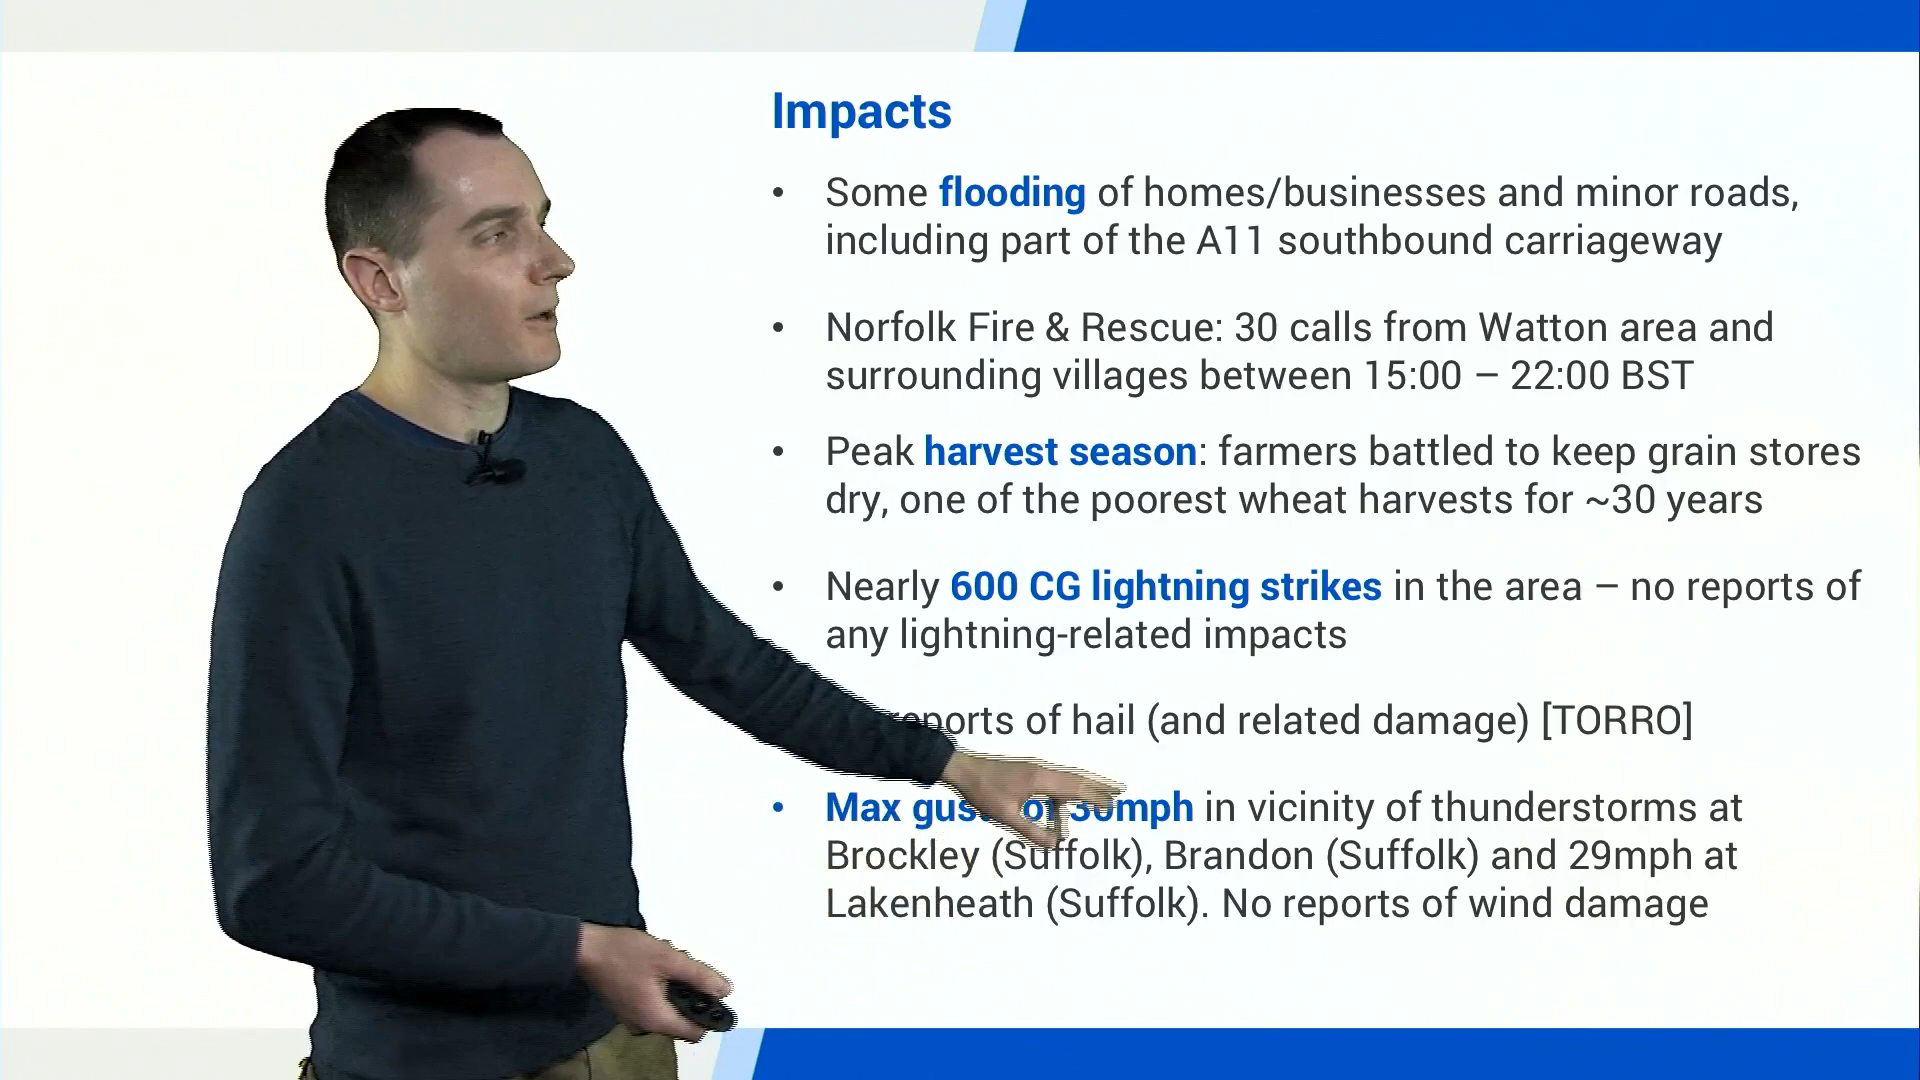 Impacts
• Some flooding of homes/businesses and minor roads,
including part of the A11 southbound carriageway
• Norfolk Fire & Rescue: 30 calls from Watton area and
surrounding villages between 15:00 – 22:00 BST
• Peak harvest season: farmers battled to keep grain stores
dry, one of the poorest wheat harvests for ~30 years
• Nearly 600 CG lightning strikes in the area – no reports of
any lightning-related impacts
reports of hail (and related damage) [TORRO]
• Max gust of 30mph in vicinity of thunderstorms at
Brockley (Suffolk), Brandon (Suffolk) and 29mph at
Lakenheath (Suffolk). No reports of wind damage